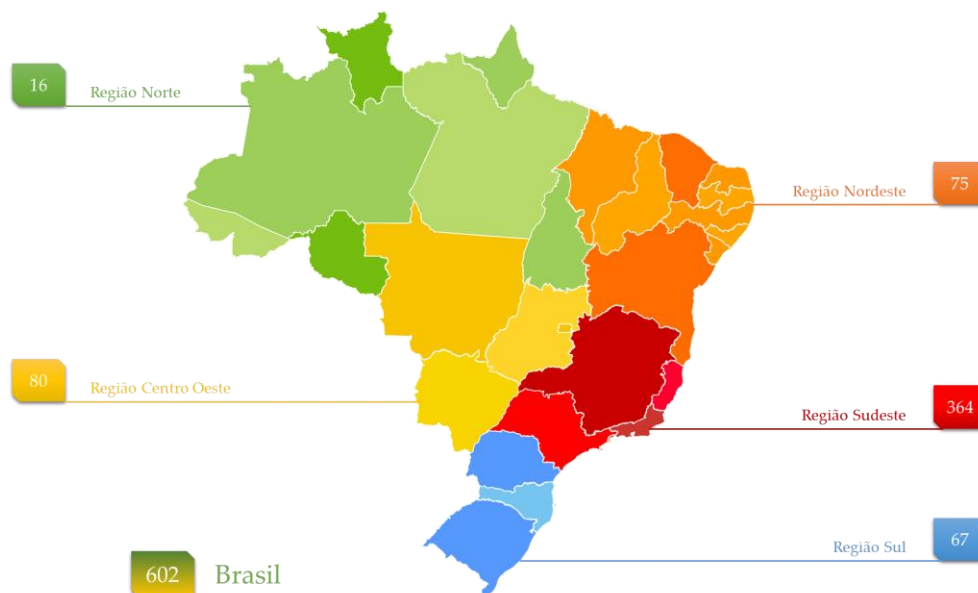 16 Região Norte
Região Nordeste 75
80 Região Centro Oeste
Região Sudeste 364
Região Sul 67
602 Brasil